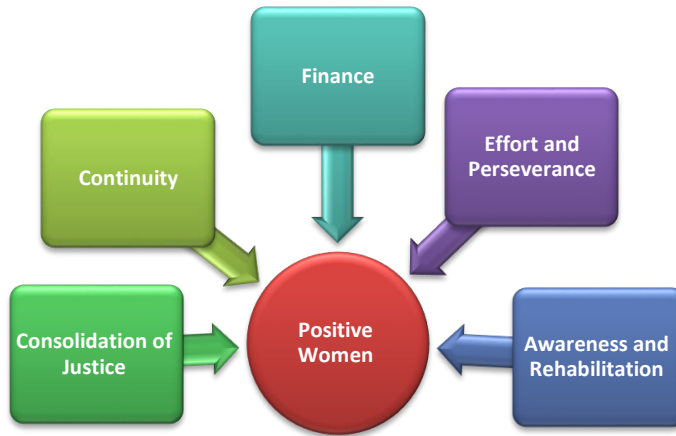 Finance
Effort and
Perseverance
Continuity
Consolidation of
Justice
Positive
Women
Awareness and
Rehabilitation